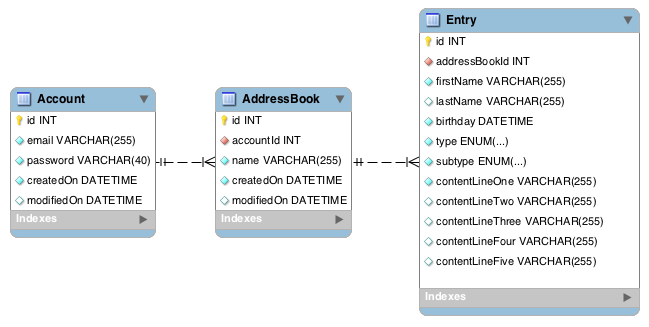 Account
id INT
email VARCHAR(255)
password VARCHAR(40)
createdOn DATETIME
modifiedOn DATETIME
Indexes
AddressBook
id INT
accountId INT
name VARCHAR(255)
createdOn DATETIME
modifiedOn DATETIME
Indexes
Entry
id INT
addressBookId INT
firstName VARCHAR(255)
lastName VARCHAR(255)
birthday DATETIME
type ENUM(...)
subtype ENUM(...)
contentLineOne VARCHAR(255)
contentLineTwo VARCHAR(255)
contentLineThree VARCHAR(255)
contentLineFour VARCHAR(255)
contentLineFive VARCHAR(255)
Indexes